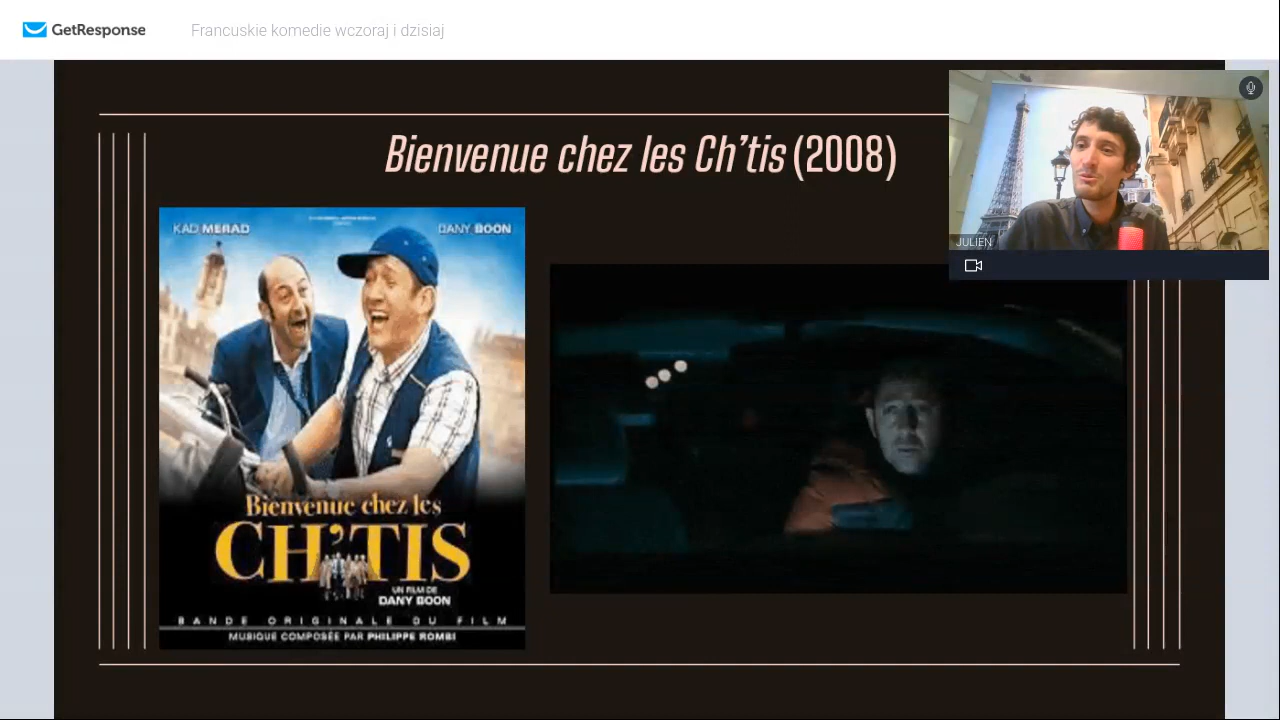 GetResponse
Francuskie komedie wczoraj i dzisiaj
Bienvenue chez les Ch'tis (2008)
JULIEN
KAD MERAD
DANY BOON
Bienvenue chez les
CH'TIS
UN FILM DE
DANY BOON
BANDE ORIGINALE DU FILM
MUSIQUE COMPOSÉE PAR PHILIPPE ROMBI